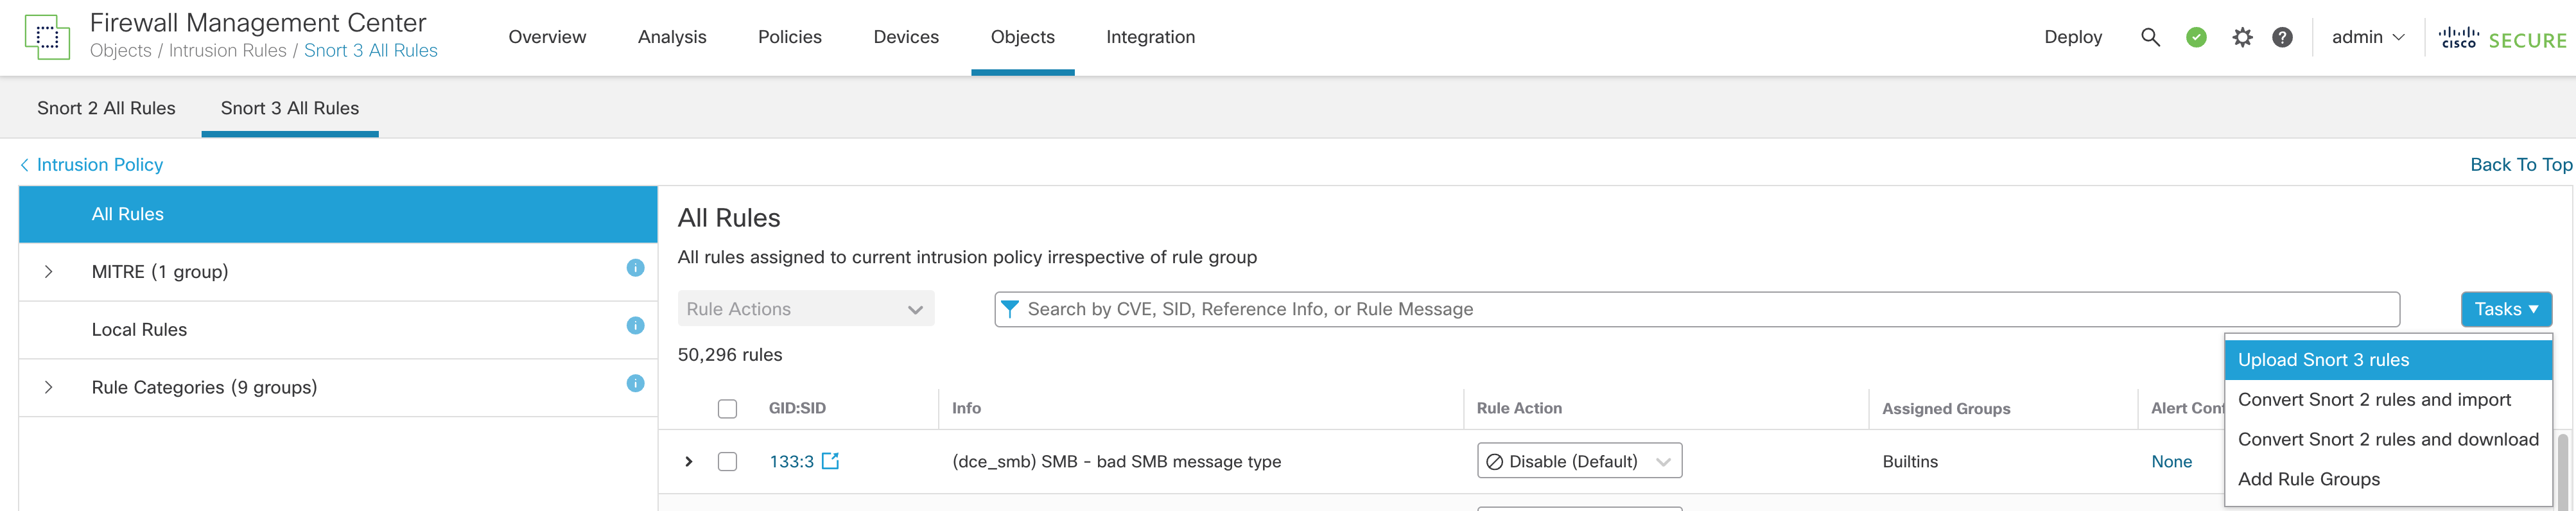 Firewall Management Center
Objects / Intrusion Rules / Snort 3 All Rules
Overview Analysis Policies Devices Objects Integration
Deploy admin cisco SECURE
Snort 2 All Rules Snort 3 All Rules
Intrusion Policy
Back To Top
All Rules
MITRE (1 group)
Local Rules
Rule Categories (9 groups)
All Rules
All rules assigned to current intrusion policy irrespective of rule group
Rule Actions
Search by CVE, SID, Reference Info, or Rule Message
Tasks
50,296 rules
Upload Snort 3 rules
Convert Snort 2 rules and import
Convert Snort 2 rules and download
Add Rule Groups
GID:SID Info Rule Action Assigned Groups Alert
133:3 (dce_smb) SMB - bad SMB message type Disable (Default) Builtins None